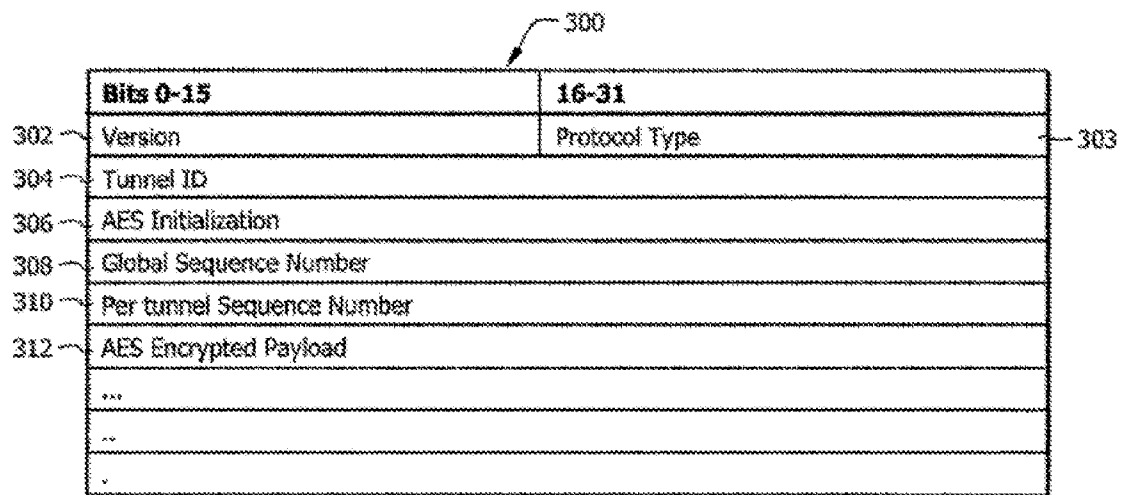 300
Bits 0-15 16-31
302 Version Protocol Type 303
304 Tunnel ID
306 AES Initialization
308 Global Sequence Number
310 Per tunnel Sequence Number
312 AES Encrypted Payload
...
..
.